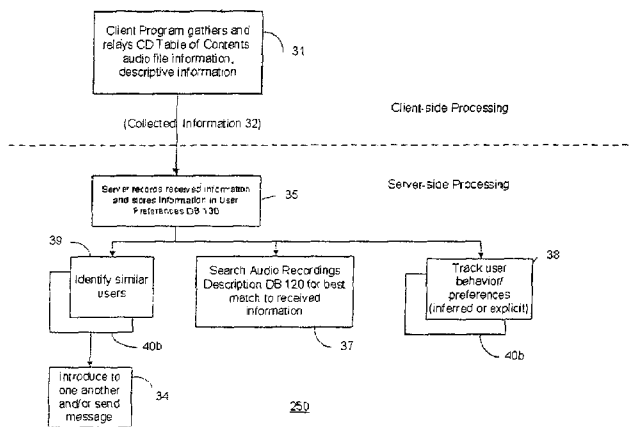 Client Program gathers and
relays CD Table of Contents
audio file information,
descriptive information
31
Client-side Processing
(Collected Information 32)
Server-side Processing
Server records received information
and stores information in User
Preferences DB 130
35
39
Identify similar
users
40b
Search Audio Recordings
Description DB 120 for best
match to received
information
37
Track user
behavior/
preferences
(inferred or explicit)
38
40b
Introduce to
one another
and/or send
message
34
250